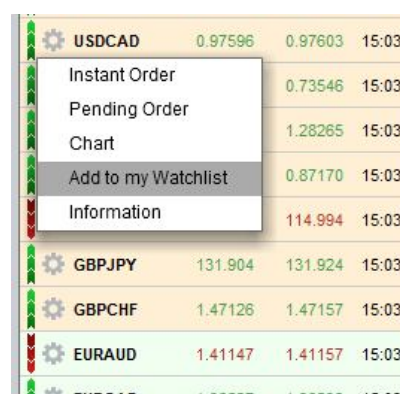 USDCAD 0.97596 0.97603 15:03
Instant Order
0.73546 15:03
Pending Order
Chart 1.28265 15:03
Add to my Watchlist 0.87170 15:03
Information 114.994 15:03
GBPJPY 131.904 131.924 15:03
GBPCHF 1.47126 1.47157 15:03
EURAUD 1.41147 1.41157 15:03